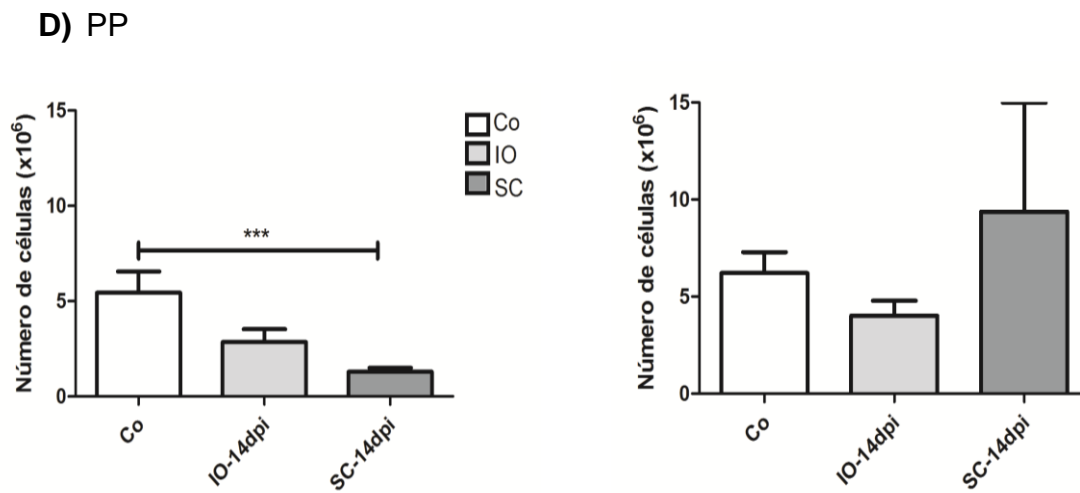 D) PP
Número de células (x10⁶)
15
10
5
0
***
Co
IO-14dpi
SC-14dpi
Co
IO
SC
Número de células (x10⁶)
15
10
5
0
Co
IO-14dpi
SC-14dpi